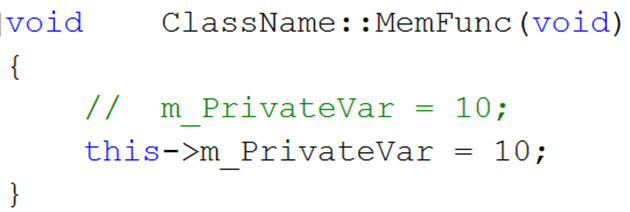 void    ClassName::MemFunc(void)
{
    //  m_PrivateVar = 10;
    this->m_PrivateVar = 10;
}